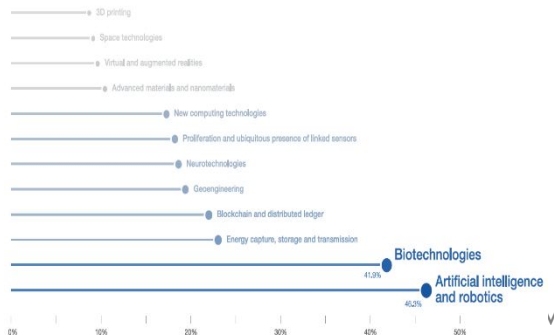 3D printing
Space technologies
Virtual and augmented realities
Advanced materials and nanomaterials
New computing technologies
Proliferation and ubiquitous presence of linked sensors
Neurotechnologies
Geoengineering
Blockchain and distributed ledger
Energy capture, storage and transmission
Biotechnologies
41.9%
Artificial intelligence
and robotics
46.3%
0% 10% 20% 30% 40% 50%